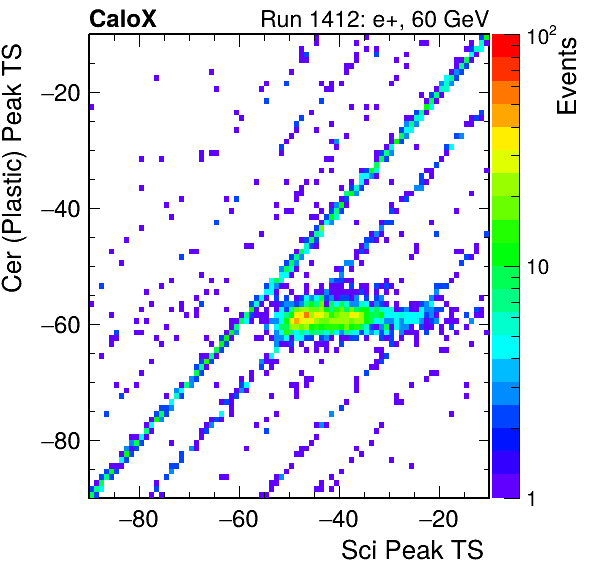 CaloX Run 1412: e+, 60 GeV
Cer (Plastic) Peak TS
−20
−40
−60
−80
−80 −60 −40 −20
Sci Peak TS
10²
10
1
Events